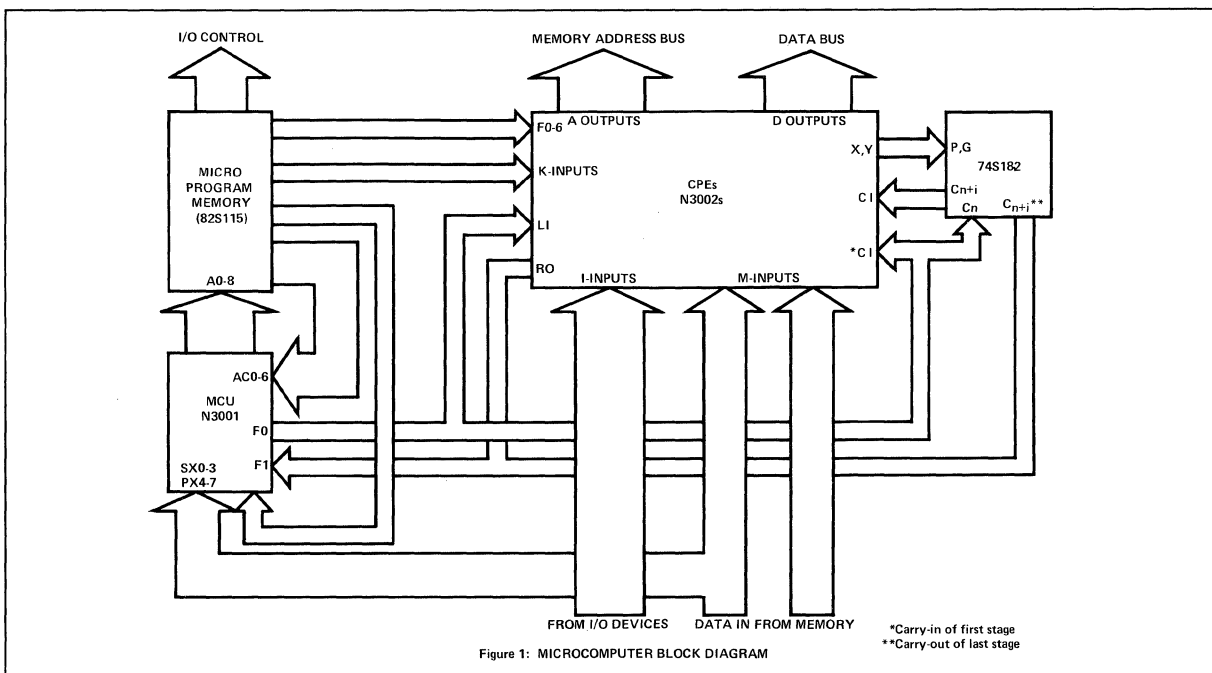 I/O CONTROL
MEMORY ADDRESS BUS
DATA BUS
MICRO
PROGRAM
MEMORY
(82S115)
A0-8
F0-6
A OUTPUTS
D OUTPUTS
K-INPUTS
CPEs
N3002s
X,Y
CI
LI
RO
*CI
I-INPUTS
M-INPUTS
P,G
74S182
Cn+i
Cn
Cn+i**
AC0-6
MCU
N3001
F0
F1
SX0-3
PX4-7
FROM I/O DEVICES
DATA IN FROM MEMORY
*Carry-in of first stage
**Carry-out of last stage
Figure 1: MICROCOMPUTER BLOCK DIAGRAM